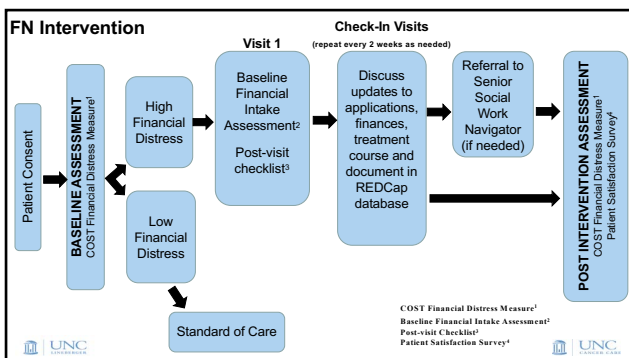 FN Intervention
Patient Consent
BASELINE ASSESSMENT
COST Financial Distress Measure¹
High
Financial
Distress
Low
Financial
Distress
Standard of Care
Visit 1
Baseline
Financial
Intake
Assessment²
Post-visit
checklist³
Check-In Visits
(repeat every 2 weeks as needed)
Discuss
updates to
applications,
finances,
treatment
course and
document in
REDCap
database
Referral to
Senior
Social
Work
Navigator
(if needed)
POST INTERVENTION ASSESSMENT
COST Financial Distress Measure¹
Patient Satisfaction Survey⁴
COST Financial Distress Measure¹
Baseline Financial Intake Assessment²
Post-visit Checklist³
Patient Satisfaction Survey⁴
UNC
LINEBERGER
UNC
CANCER CARE